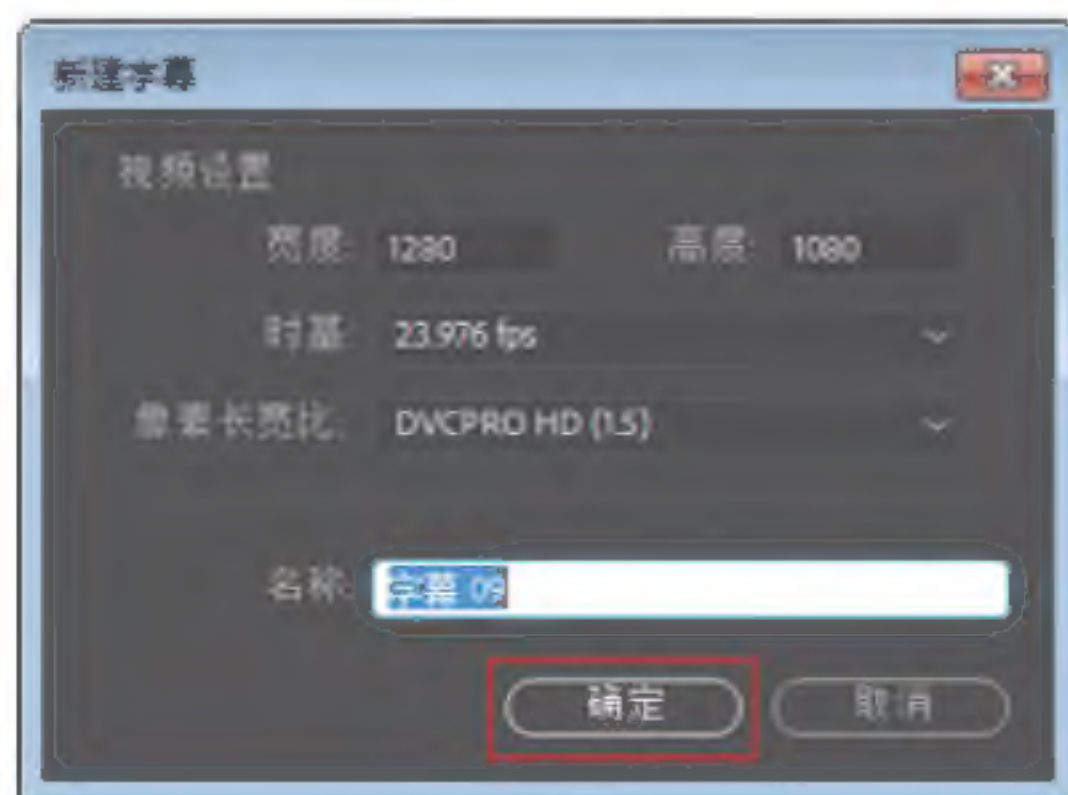 新建字幕
视频设置
宽度: 1280 高度: 1080
时基: 23.976 fps
像素长宽比: DVCPRO HD (1.5)
名称: 字幕 09
确定 取消